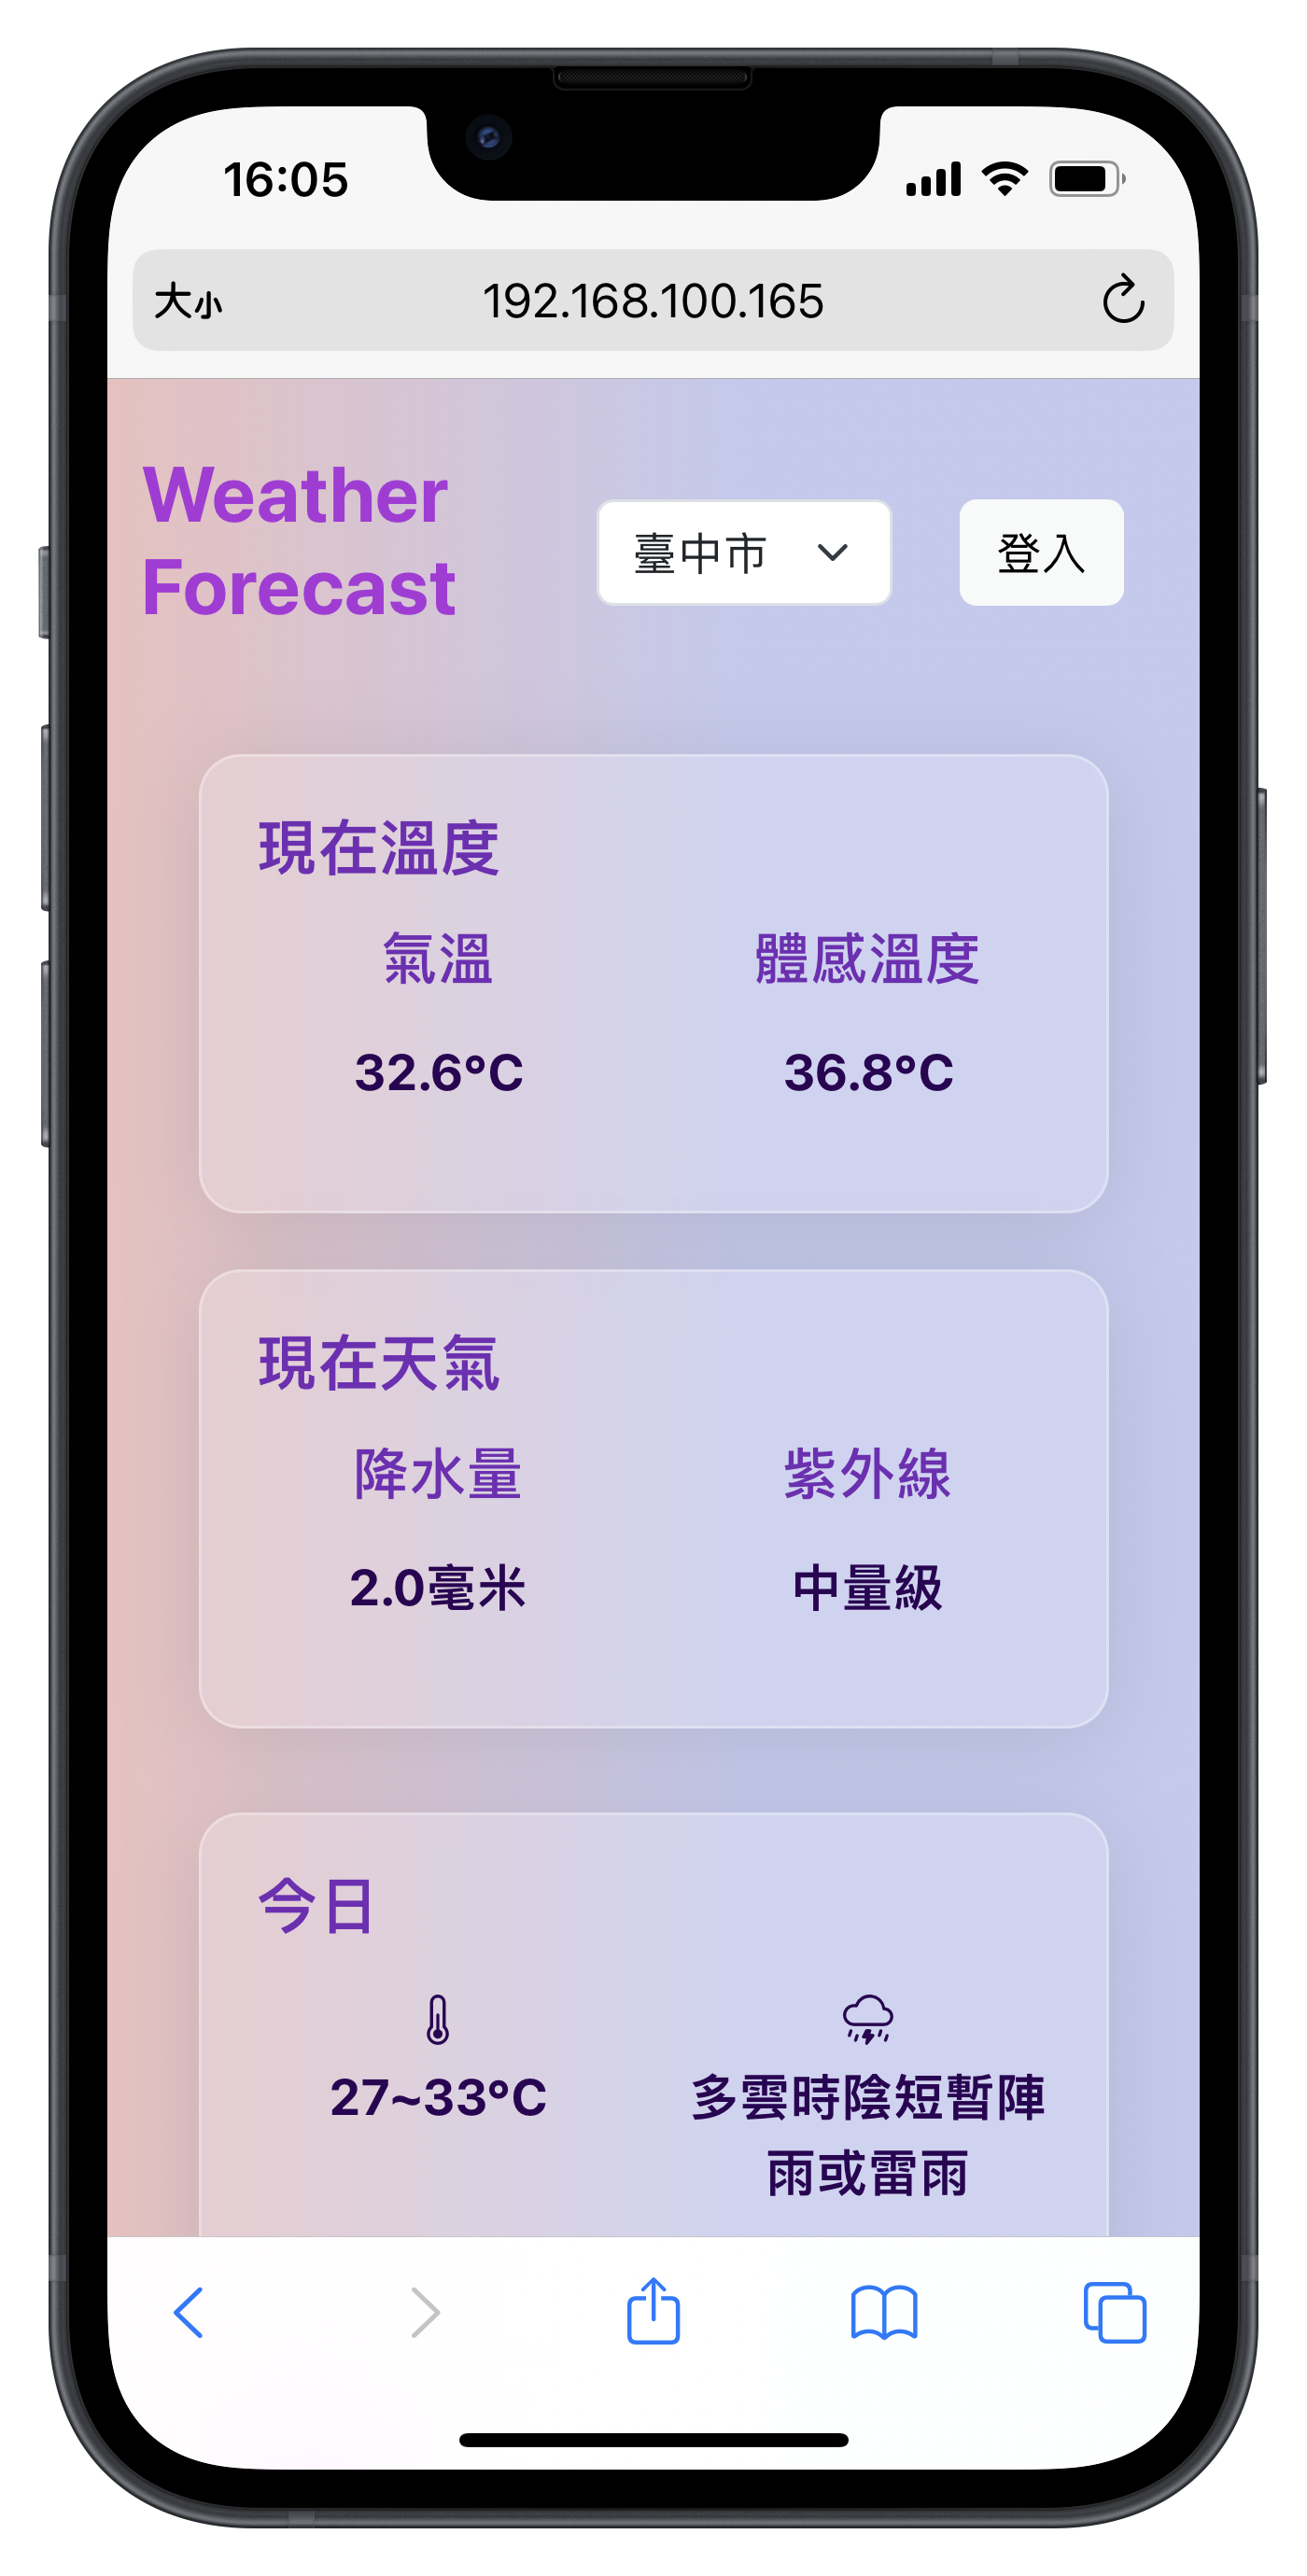 16:05
大小 192.168.100.165
Weather
Forecast
臺中市
登入
現在溫度
氣溫 體感溫度
32.6°C 36.8°C
現在天氣
降水量 紫外線
2.0毫米 中量級
今日
27~33°C 多雲時陰短暫陣
雨或雷雨